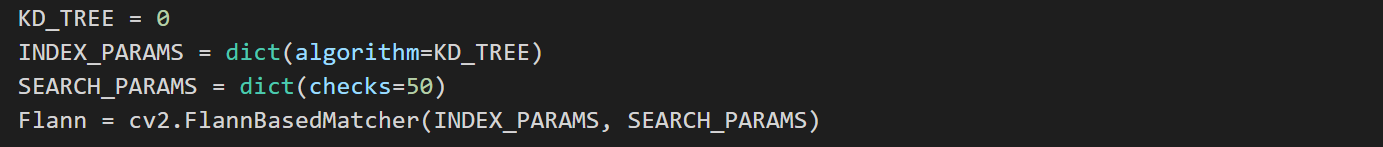 KD_TREE = 0
INDEX_PARAMS = dict(algorithm=KD_TREE)
SEARCH_PARAMS = dict(checks=50)
Flann = cv2.FlannBasedMatcher(INDEX_PARAMS, SEARCH_PARAMS)